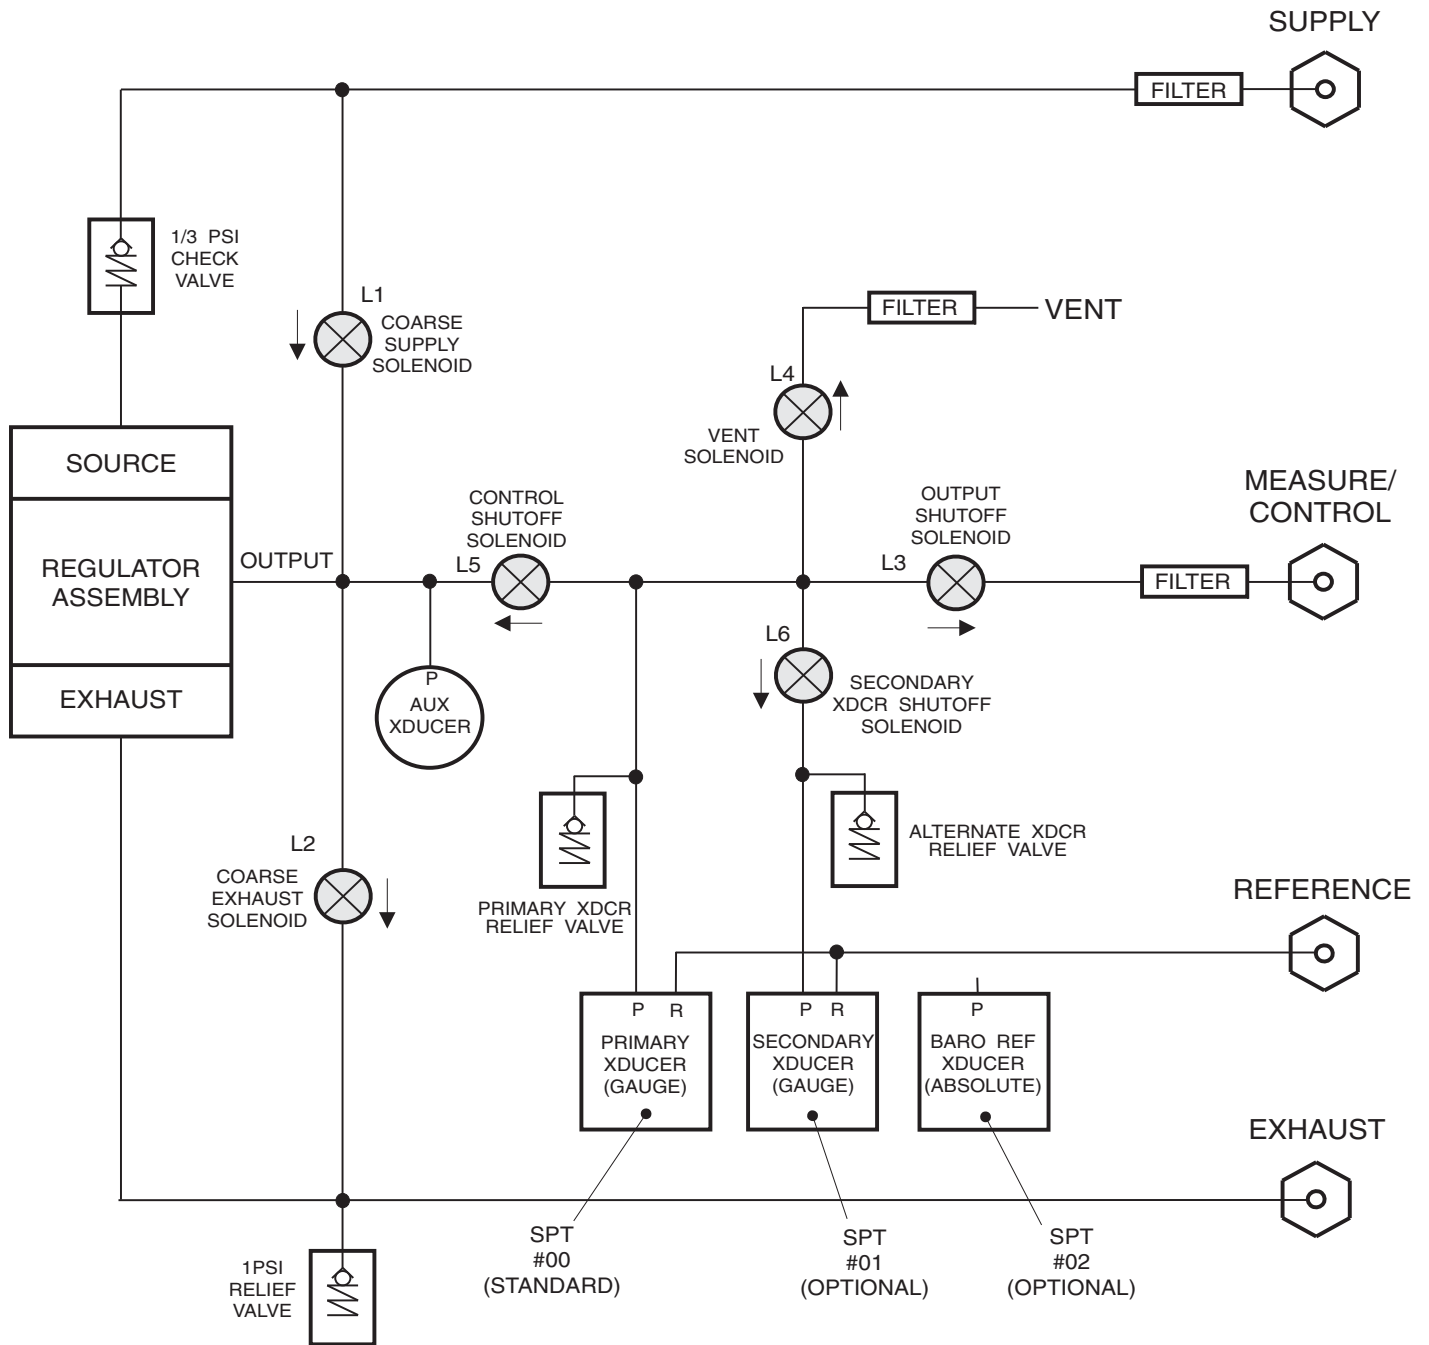 SUPPLY
FILTER
1/3 PSI
CHECK
VALVE
L1
COARSE
SUPPLY
SOLENOID
FILTER
VENT
L4
VENT
SOLENOID
SOURCE
REGULATOR
ASSEMBLY
EXHAUST
OUTPUT
CONTROL
SHUTOFF
SOLENOID
L5
OUTPUT
SHUTOFF
SOLENOID
L3
MEASURE/
CONTROL
FILTER
L6
SECONDARY
XDCR SHUTOFF
SOLENOID
P
AUX
XDUCER
L2
COARSE
EXHAUST
SOLENOID
PRIMARY XDCR
RELIEF VALVE
ALTERNATE XDCR
RELIEF VALVE
REFERENCE
P R
PRIMARY
XDUCER
(GAUGE)
P R
SECONDARY
XDUCER
(GAUGE)
P
BARO REF
XDUCER
(ABSOLUTE)
EXHAUST
SPT
#00
(STANDARD)
SPT
#01
(OPTIONAL)
SPT
#02
(OPTIONAL)
1PSI
RELIEF
VALVE